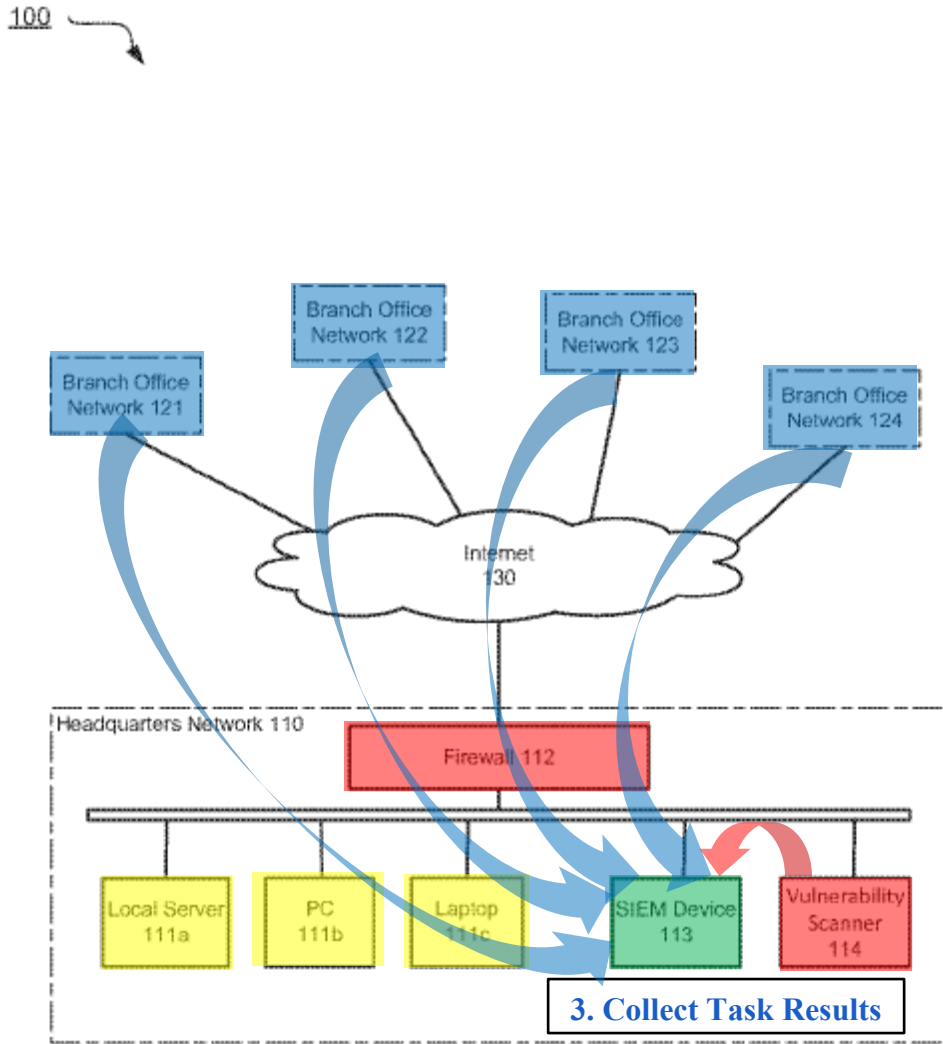 100
Branch Office
Network 122
Branch Office
Network 123
Branch Office
Network 121
Branch Office
Network 124
Internet
130
Headquarters Network 110
Firewall 112
Local Server
111a
PC
111b
Laptop
111c
SIEM Device
113
Vulnerability
Scanner
114
3. Collect Task Results